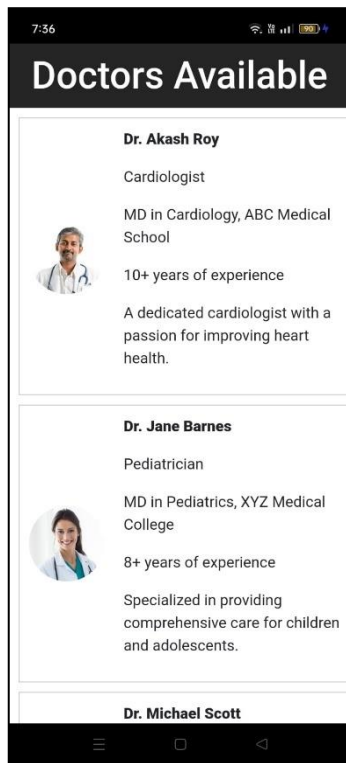 7:36
90
Doctors Available
Dr. Akash Roy
Cardiologist
MD in Cardiology, ABC Medical
School
10+ years of experience
A dedicated cardiologist with a
passion for improving heart
health.
Dr. Jane Barnes
Pediatrician
MD in Pediatrics, XYZ Medical
College
8+ years of experience
Specialized in providing
comprehensive care for children
and adolescents.
Dr. Michael Scott